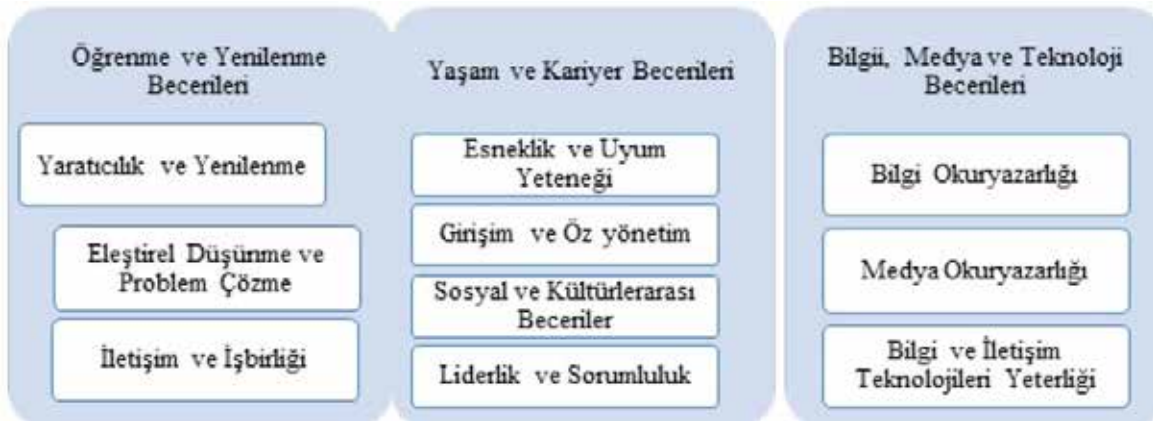 Öğrenme ve Yenilenme
Becerileri
Yaratıcılık ve Yenilenme
Eleştirel Düşünme ve
Problem Çözme
İletişim ve İşbirliği
Yaşam ve Kariyer Becerileri
Esneklik ve Uyum
Yeteneği
Girişim ve Öz yönetim
Sosyal ve Kültürlerarası
Beceriler
Liderlik ve Sorumluluk
Bilgii, Medya ve Teknoloji
Becerileri
Bilgi Okuryazarlığı
Medya Okuryazarlığı
Bilgi ve İletişim
Teknolojileri Yeterliği